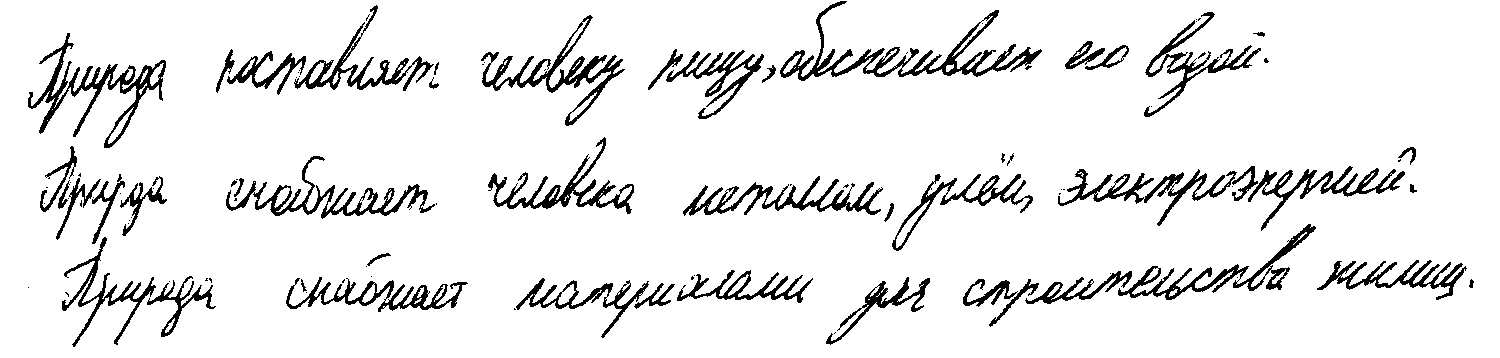 Природа поставляет человеку пищу, обеспечивает его водой.
Природа снабжает человека металлом, углём, электроэнергией.
Природа снабжает материалами для строительства жилищ.